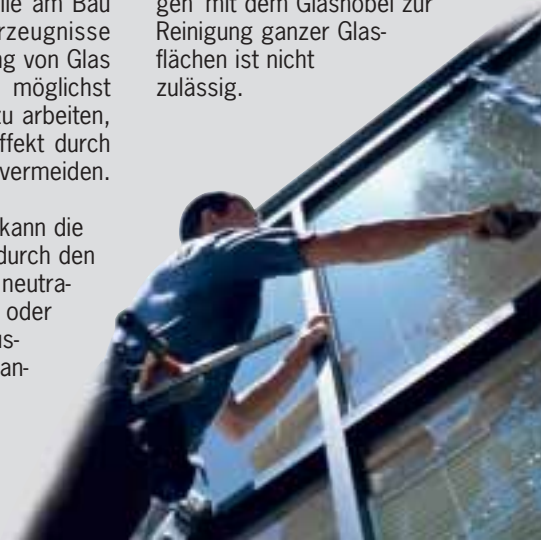 lle am Bau
rzeugnisse
ng von Glas
möglichst
zu arbeiten,
ffekt durch
vermeiden.
kann die
durch den
neutra-
oder
us-
an-
gen mit dem Glashobel zur
Reinigung ganzer Glas-
flächen ist nicht
zulässig.